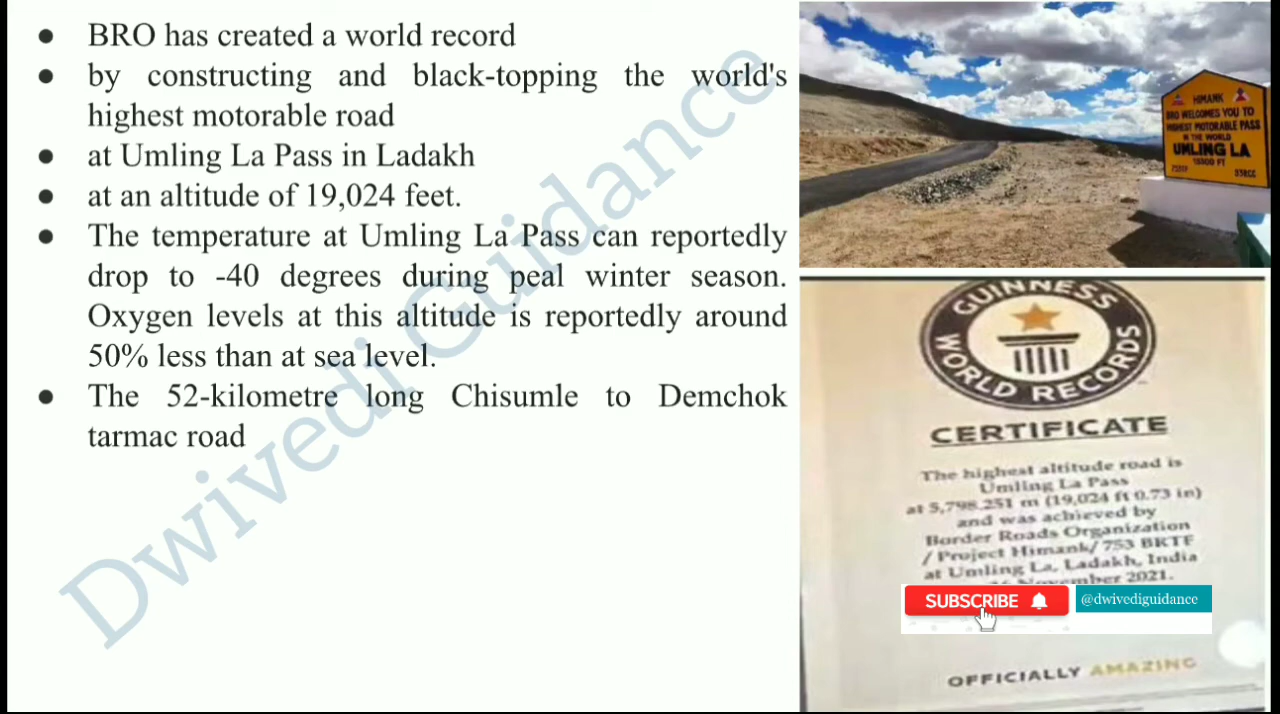 BRO has created a world record
by constructing and black-topping the world's
highest motorable road
at Umling La Pass in Ladakh
at an altitude of 19,024 feet.
The temperature at Umling La Pass can reportedly
drop to -40 degrees during peal winter season.
Oxygen levels at this altitude is reportedly around
50% less than at sea level.
The 52-kilometre long Chisumle to Demchok
tarmac road
Dwivedi Guidance
HIMANK
BRO WELCOMES YOU TO
HIGHEST MOTORABLE PASS
IN THE WORLD
UMLING LA
FT
GUINNESS
WORLD RECORDS
CERTIFICATE
The highest altitude road is
Umling La Pass
at 5,798.251 m (19,024 ft 0.73 in)
and was achieved by
Border Roads Organization
/ Project Himank/ 753 BRTF
at Umling La, Ladakh, India
November 2021.
SUBSCRIBE
@dwivediguidance
OFFICIALLY AMAZING